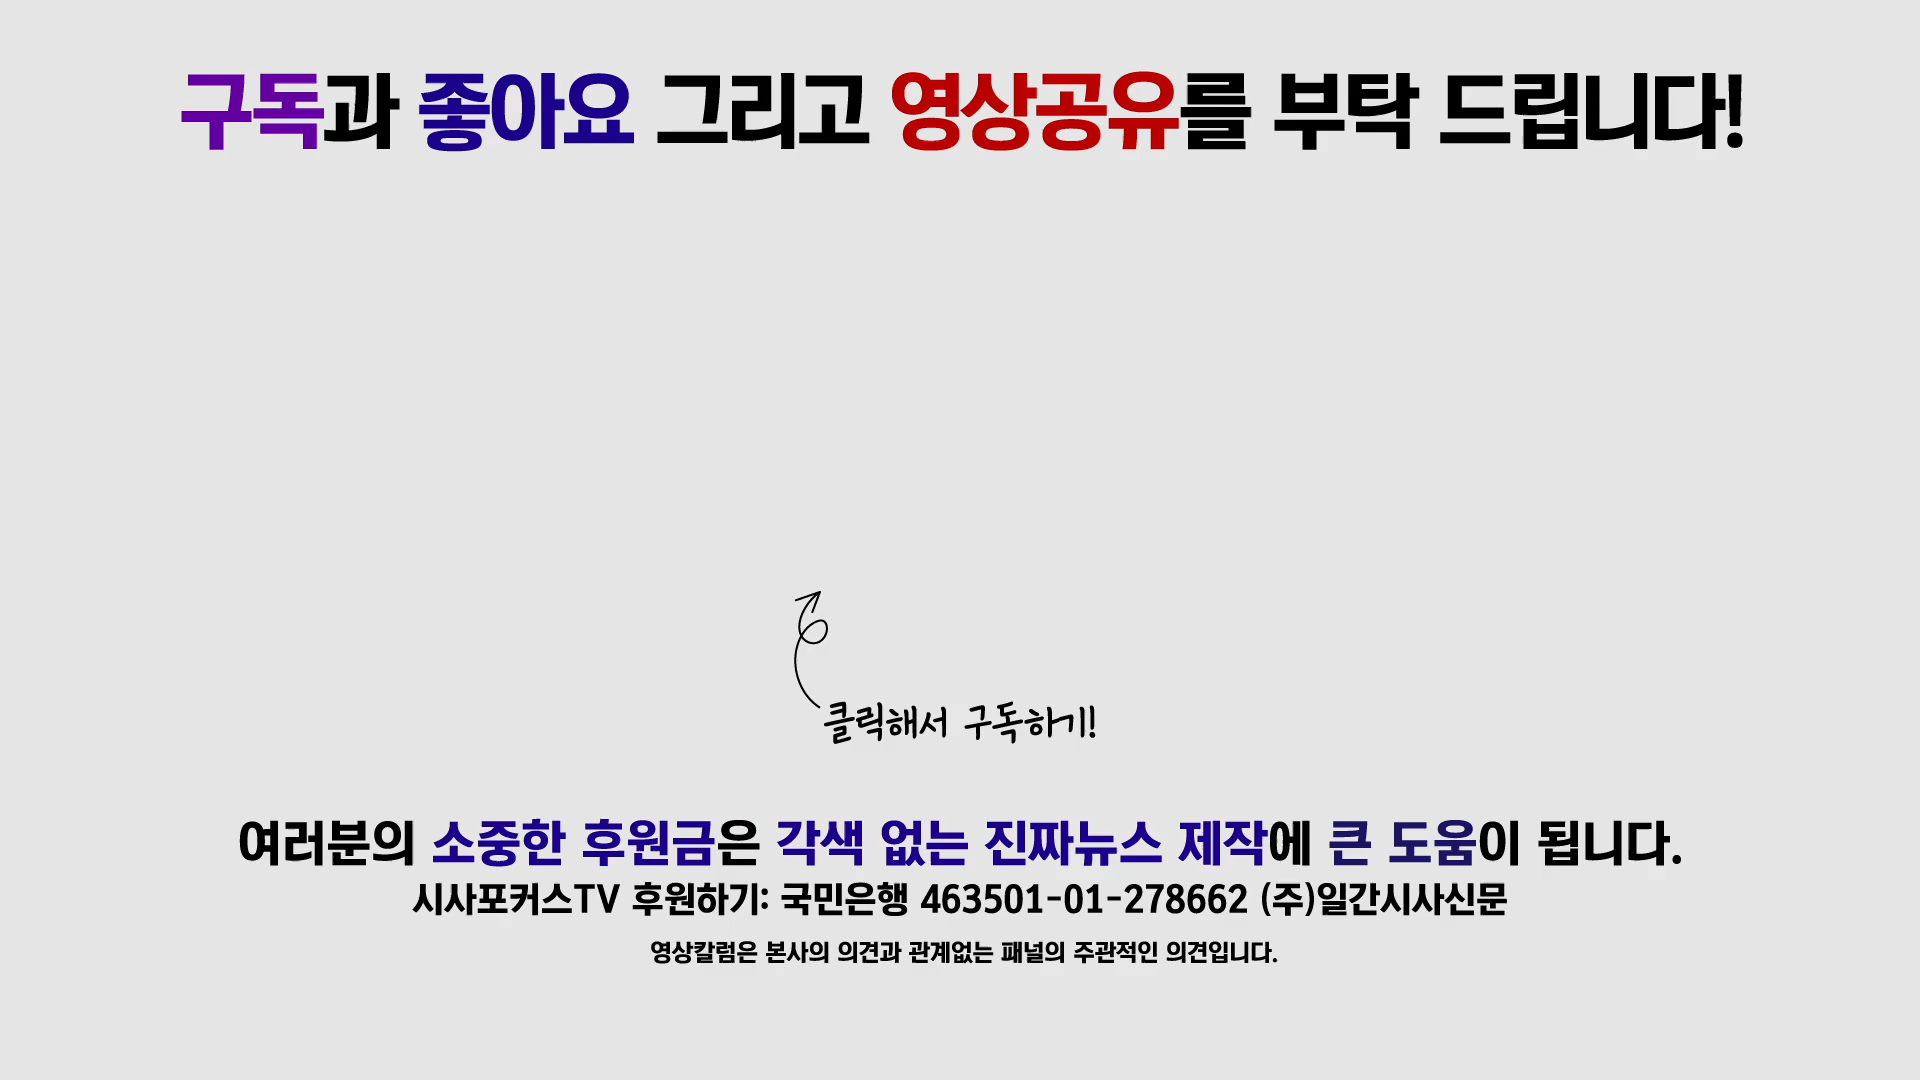 구독과 좋아요 그리고 영상공유를 부탁 드립니다!
클릭해서 구독하기!
여러분의 소중한 후원금은 각색 없는 진짜뉴스 제작에 큰 도움이 됩니다.
시사포커스TV 후원하기: 국민은행 463501-01-278662 (주)일간시사신문
영상칼럼은 본사의 의견과 관계없는 패널의 주관적인 의견입니다.